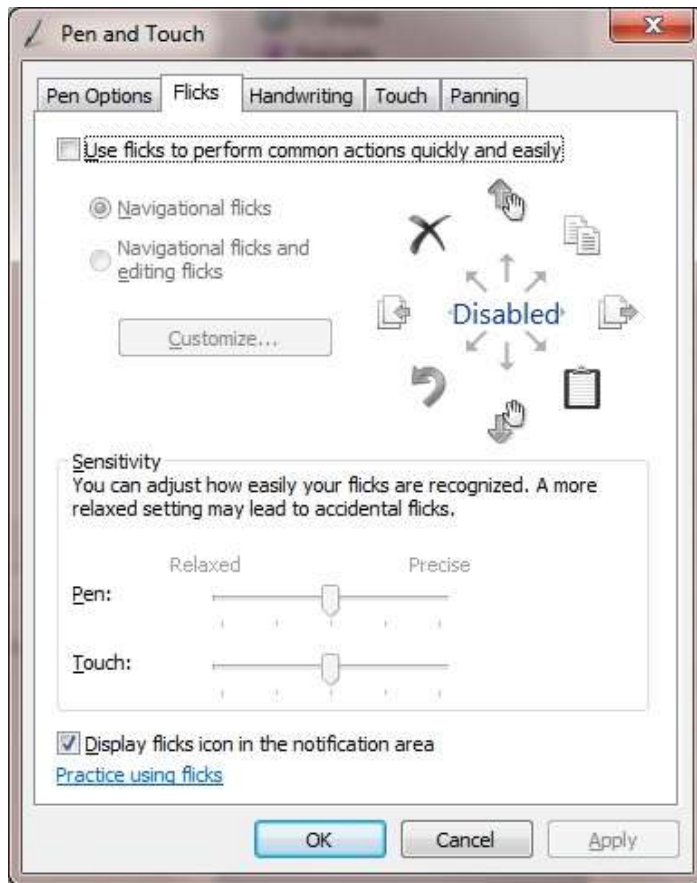 Pen and Touch
Pen Options Flicks Handwriting Touch Panning
Use flicks to perform common actions quickly and easily
Navigational flicks
Navigational flicks and
editing flicks
Customize...
Disabled
Sensitivity
You can adjust how easily your flicks are recognized. A more
relaxed setting may lead to accidental flicks.
Relaxed Precise
Pen:
Touch:
Display flicks icon in the notification area
Practice using flicks
OK Cancel Apply